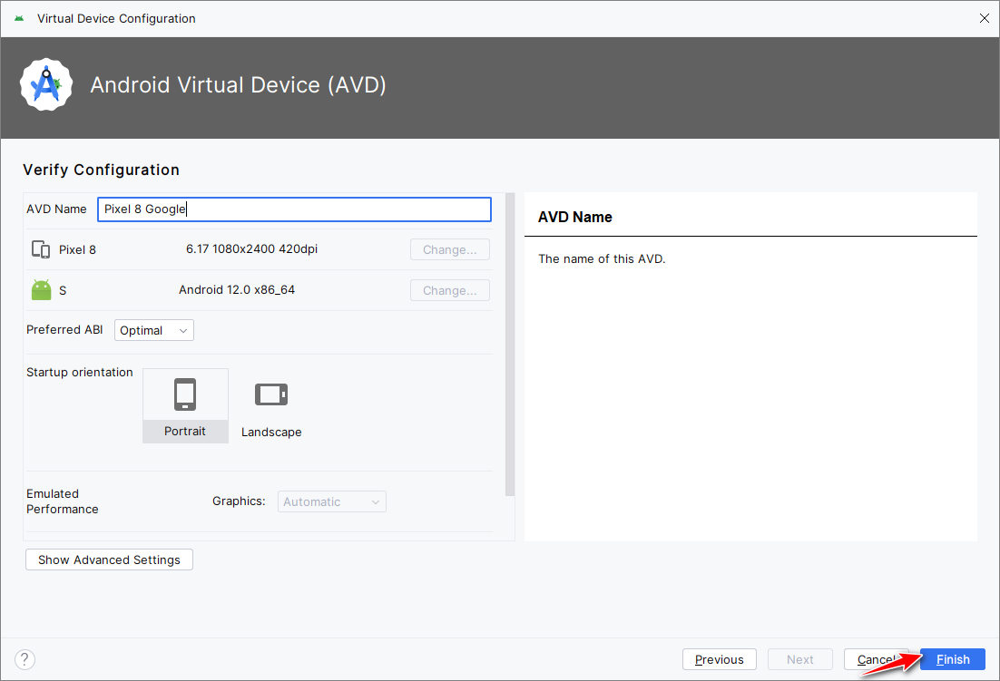 Virtual Device Configuration
Android Virtual Device (AVD)
Verify Configuration
AVD Name Pixel 8 Google
Pixel 8 6.17 1080x2400 420dpi Change...
S Android 12.0 x86_64 Change...
Preferred ABI Optimal
Startup orientation
Portrait Landscape
Emulated
Performance
Graphics: Automatic
Show Advanced Settings
AVD Name
The name of this AVD.
?
Previous Next Cancel Finish